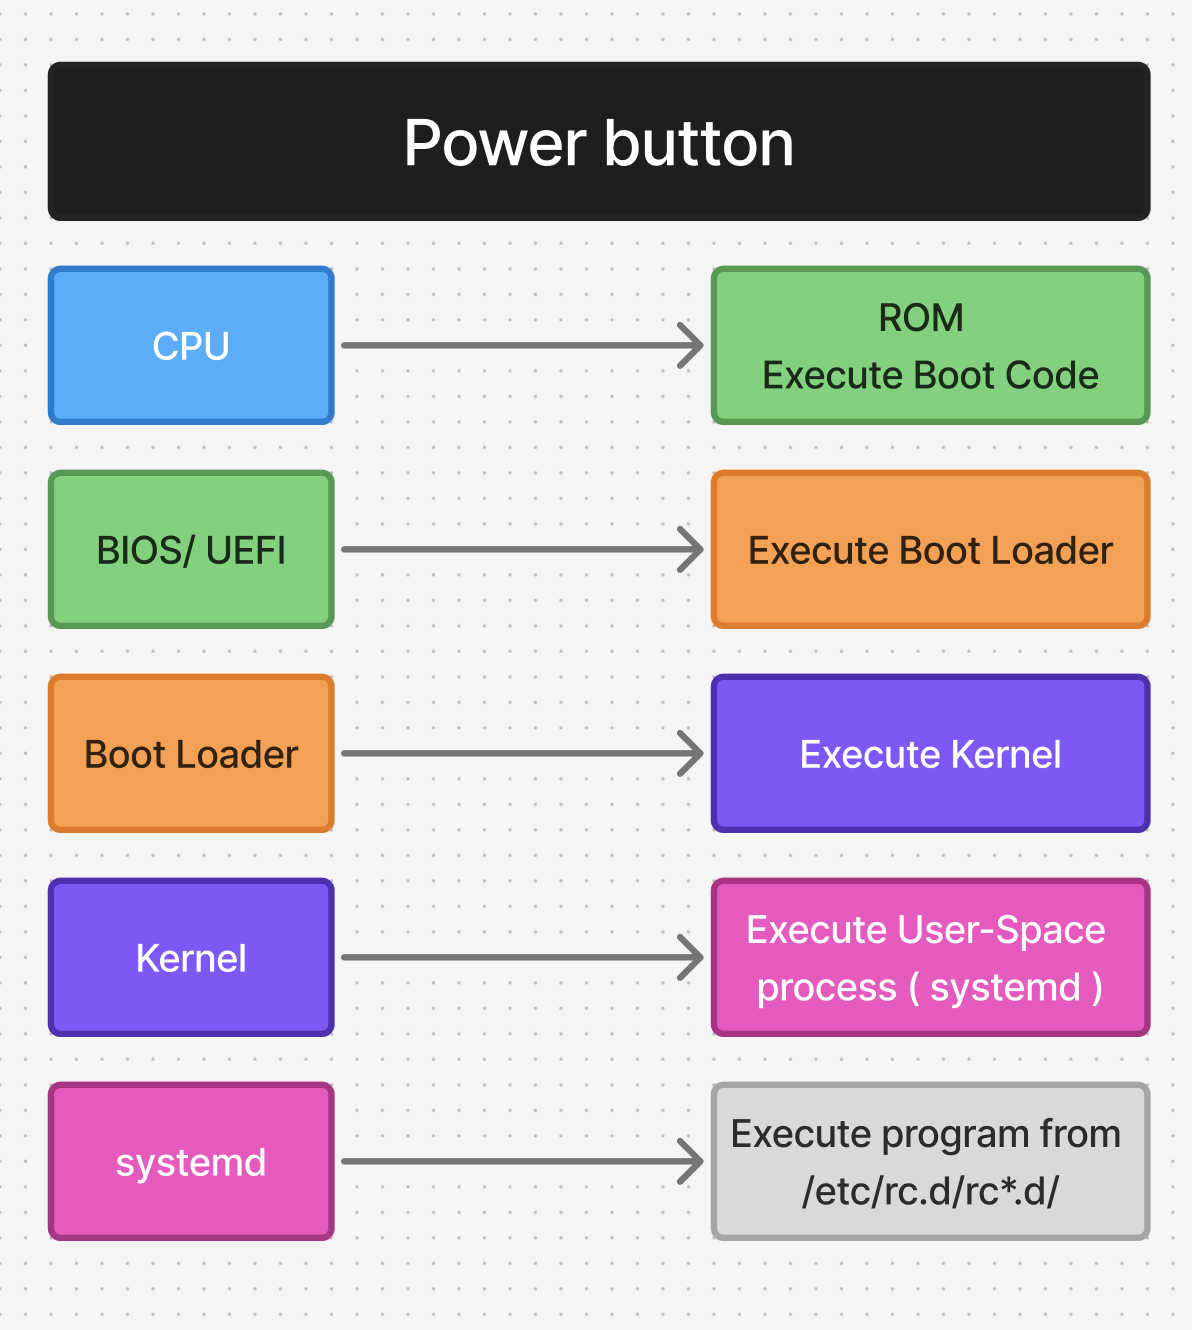 Power button
CPU
ROM
Execute Boot Code
BIOS/ UEFI
Execute Boot Loader
Boot Loader
Execute Kernel
Kernel
Execute User-Space
process ( systemd )
systemd
Execute program from
/etc/rc.d/rc*.d/